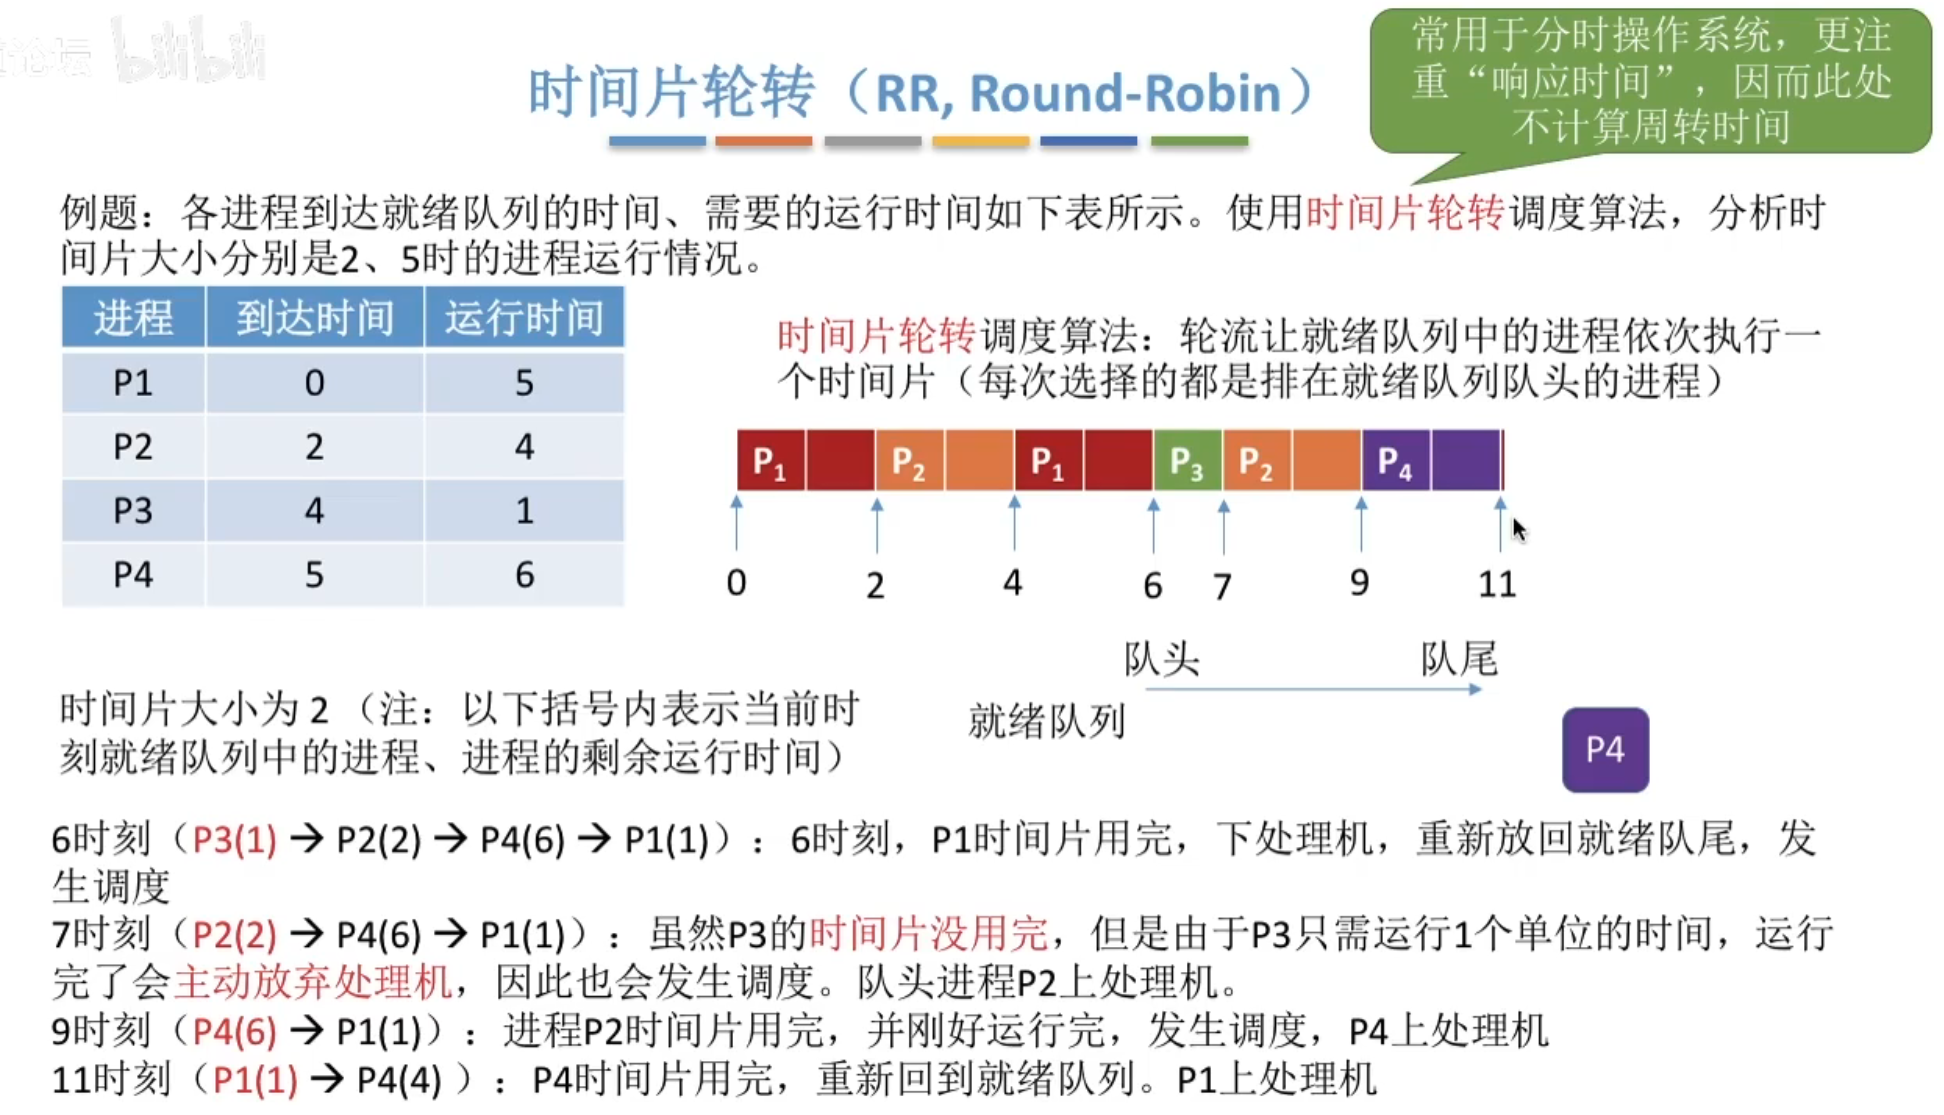 论坛 bilibili
常用于分时操作系统，更注
重“响应时间”，因而此处
不计算周转时间
时间片轮转（RR, Round-Robin）
例题：各进程到达就绪队列的时间、需要的运行时间如下表所示。使用时间片轮转调度算法，分析时
间片大小分别是2、5时的进程运行情况。
进程 到达时间 运行时间
P1 0 5
P2 2 4
P3 4 1
P4 5 6
时间片轮转调度算法：轮流让就绪队列中的进程依次执行一
个时间片（每次选择的都是排在就绪队列队头的进程）
P1 P2 P1 P3 P2 P4
0 2 4 6 7 9 11
队头 队尾
就绪队列
P4
时间片大小为 2 （注：以下括号内表示当前时
刻就绪队列中的进程、进程的剩余运行时间）
6时刻（P3(1) → P2(2) → P4(6) → P1(1)）：6时刻，P1时间片用完，下处理机，重新放回就绪队尾，发
生调度
7时刻（P2(2) → P4(6) → P1(1)）：虽然P3的时间片没用完，但是由于P3只需运行1个单位的时间，运行
完了会主动放弃处理机，因此也会发生调度。队头进程P2上处理机。
9时刻（P4(6) → P1(1)）：进程P2时间片用完，并刚好运行完，发生调度，P4上处理机
11时刻（P1(1) → P4(4) ）：P4时间片用完，重新回到就绪队列。P1上处理机